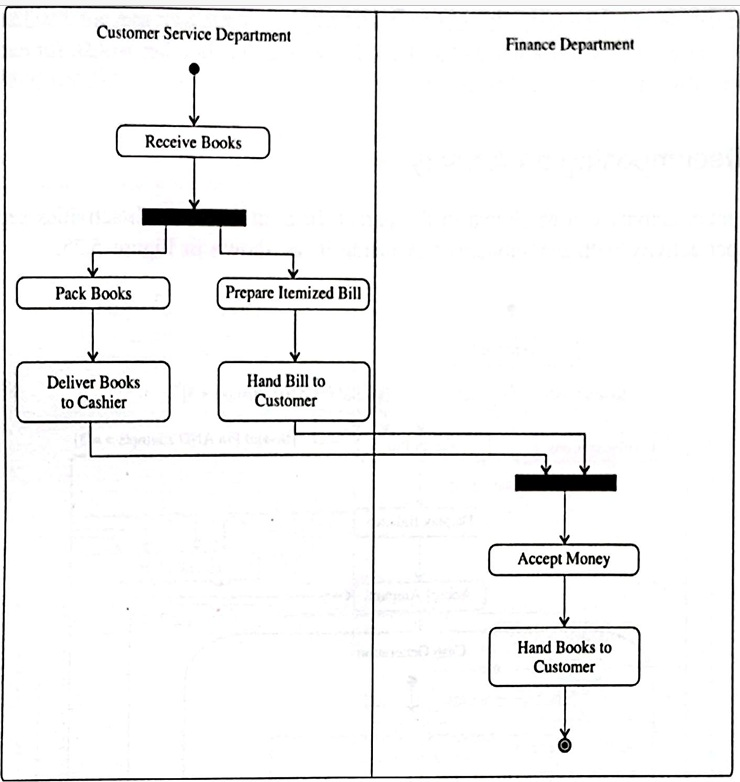 Customer Service Department
Finance Department
Receive Books
Pack Books
Prepare Itemized Bill
Deliver Books
to Cashier
Hand Bill to
Customer
Accept Money
Hand Books to
Customer